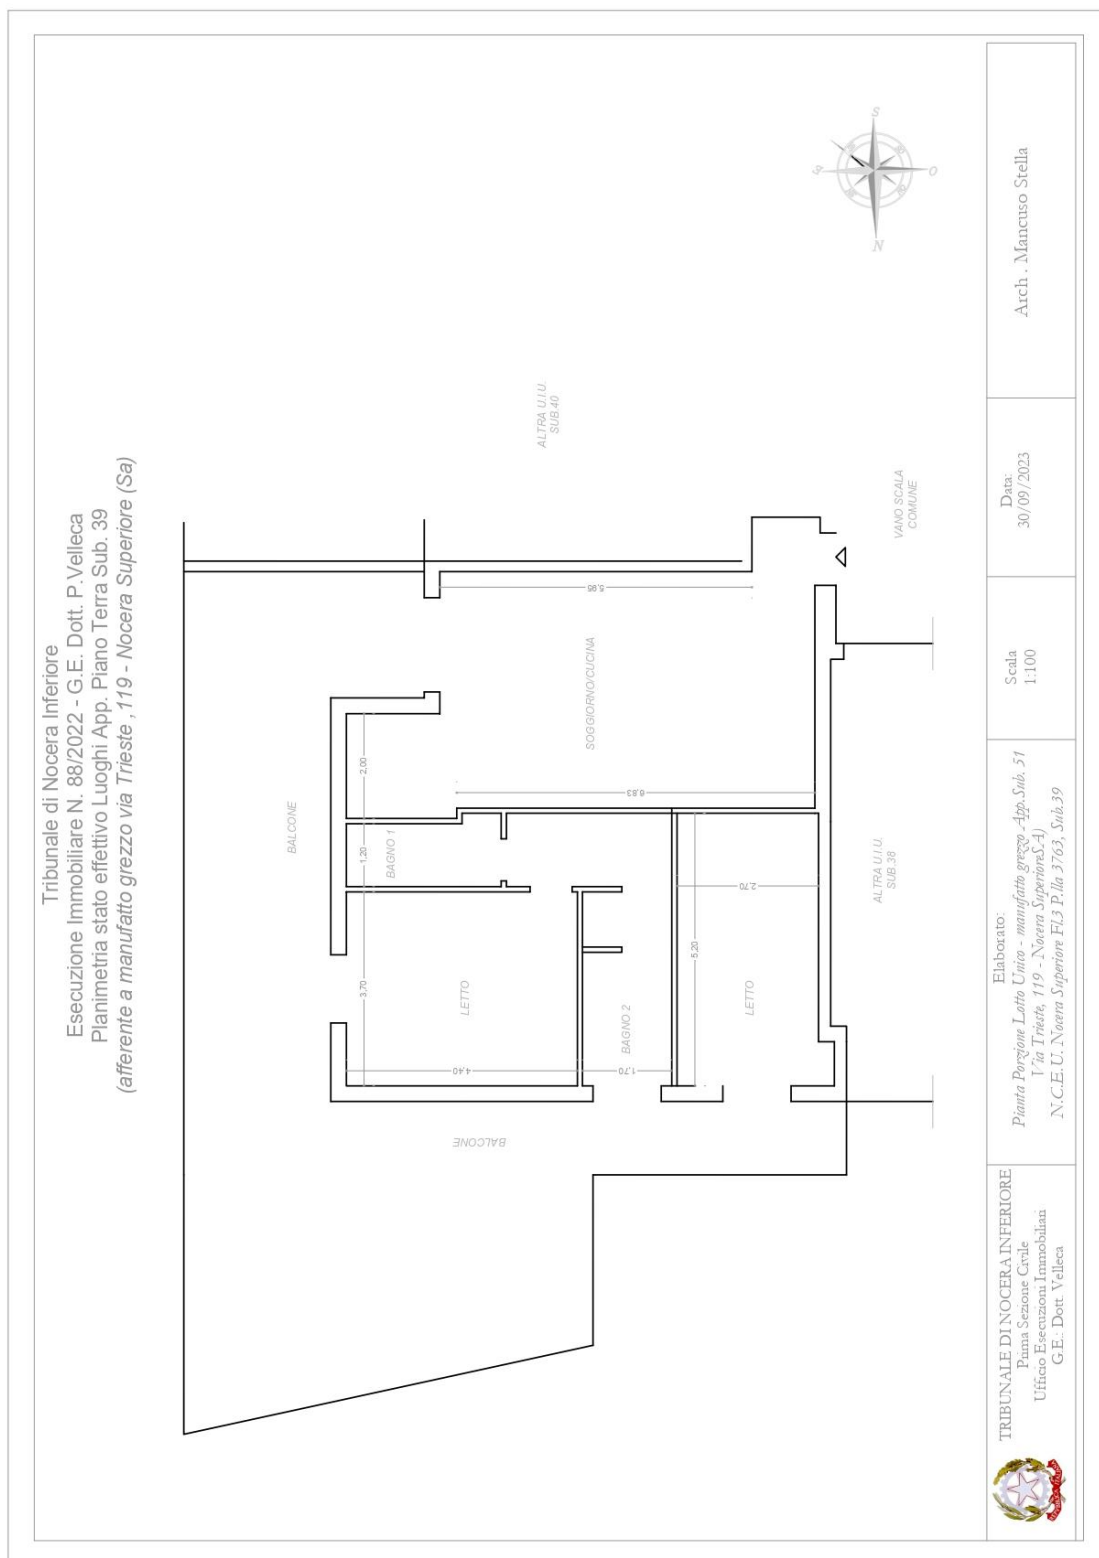 Tribunale di Nocera Inferiore
Esecuzione Immobiliare N. 88/2022 - G.E. Dott. P.Velleca
Planimetria stato effettivo Luoghi App. Piano Terra Sub. 39
(afferente a manufatto grezzo via Trieste ,119 - Nocera Superiore (Sa)
BALCONE
BALCONE
ALTRA U.I.U.
SUB.40
SOGGIORNO/CUCINA
5,95
6,83
2,00
BAGNO 1
1,20
LETTO
3,70
4,40
BAGNO 2
1,70
LETTO
5,20
2,70
ALTRA U.I.U.
SUB.38
VANO SCALA
COMUNE
S
O
N
TRIBUNALE DI NOCERA INFERIORE
Prima Sezione Civile
Ufficio Esecuzioni Immobiliari
G.E.: Dott. Velleca
Elaborato:
Pianta Porzione Lotto Unico - manufatto grezzo App.Sub. 51
Via Trieste, 119 - Nocera SuperioreS.A)
N.C.E.U. Nocera Superiore Fl.3 P.lla 3763, Sub.39
Scala
1:100
Data:
30/09/2023
Arch . Mancuso Stella